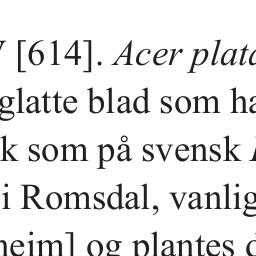 [614]. Acer plata
glatte blad som ha
k som på svensk
i Romsdal, vanlig
heim] og plantes